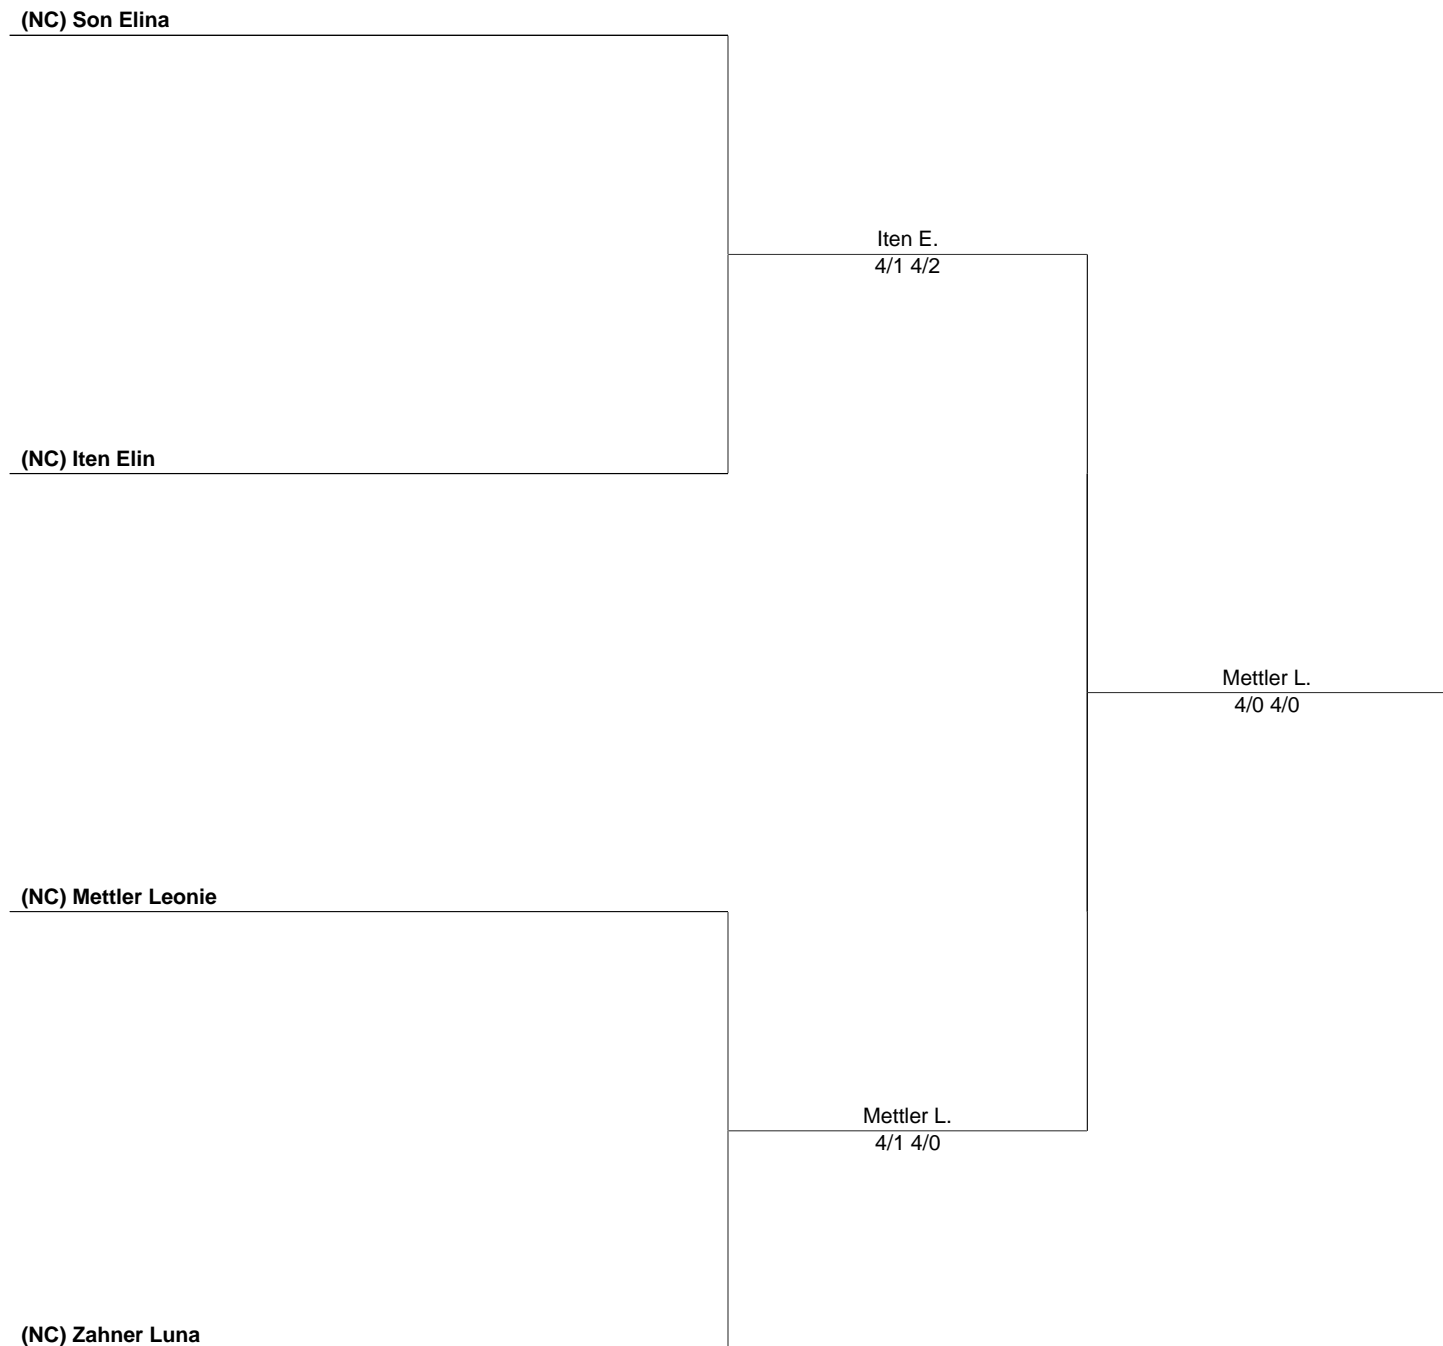 (NC) Son Elina
Iten E.
4/1 4/2
(NC) Iten Elin
Mettler L.
4/0 4/0
(NC) Mettler Leonie
Mettler L.
4/1 4/0
(NC) Zahner Luna